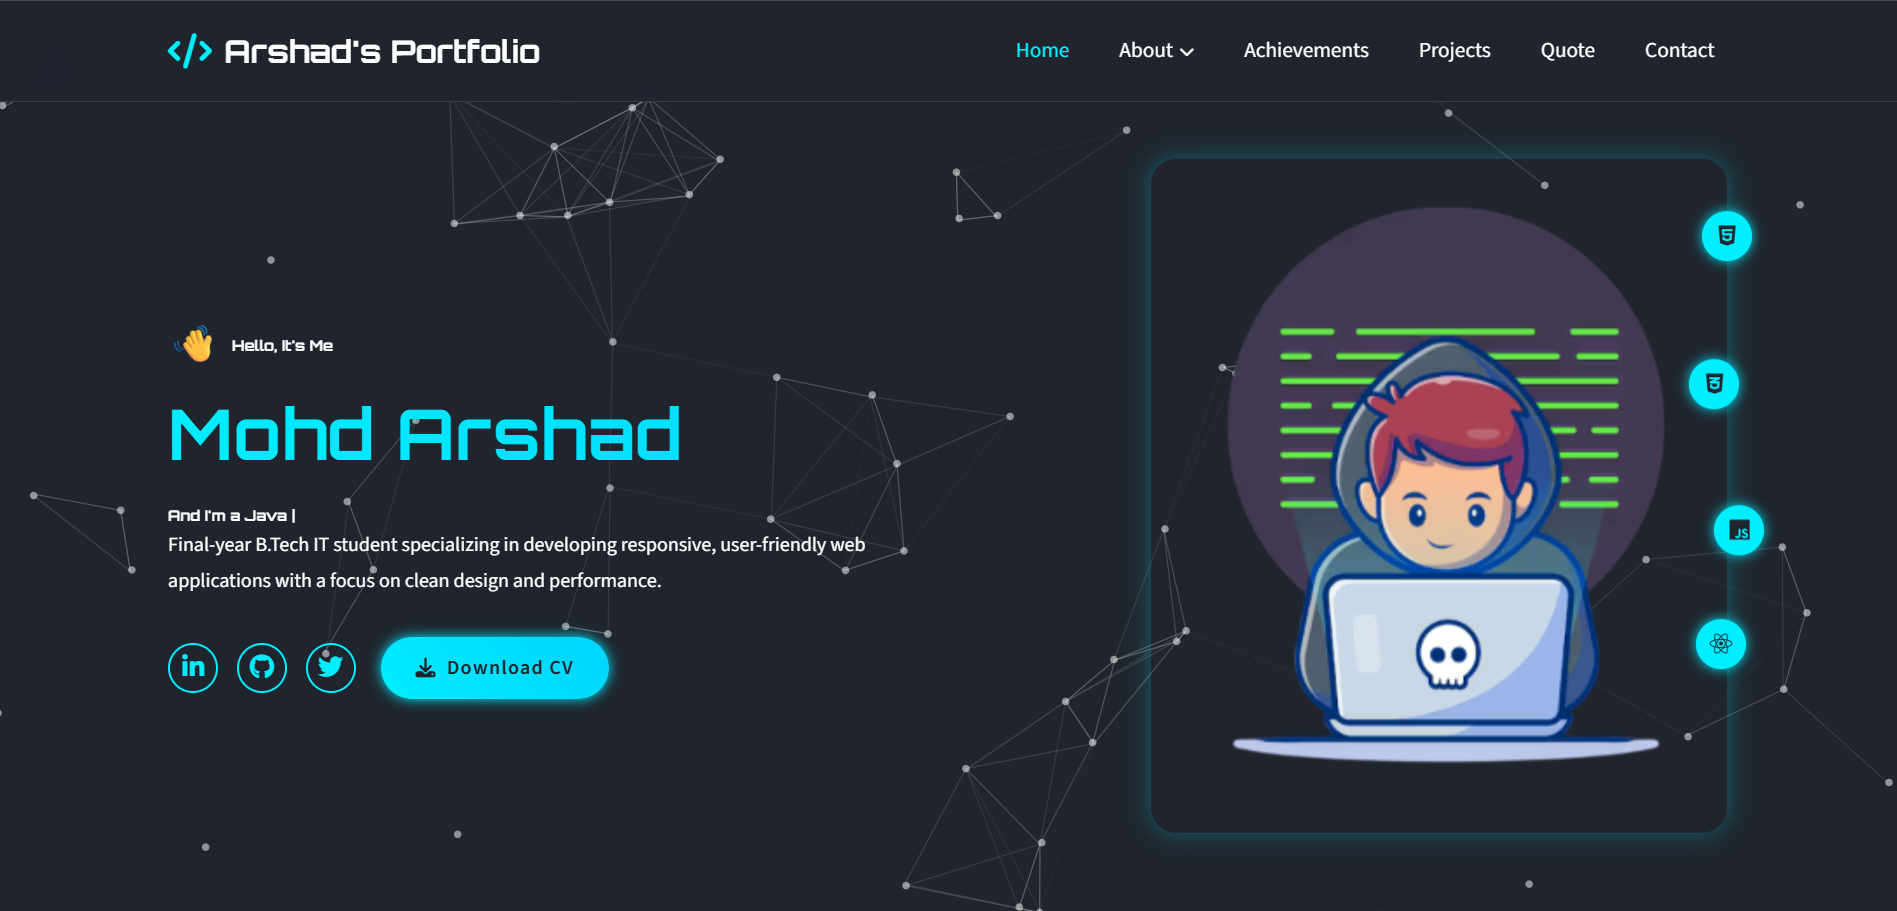 </> Arshad's Portfolio
Home
About
Achievements
Projects
Quote
Contact
Hello, It's Me
Mohd Arshad
And I'm a Java |
Final-year B.Tech IT student specializing in developing responsive, user-friendly web
applications with a focus on clean design and performance.
in
Download CV
5
3
JS